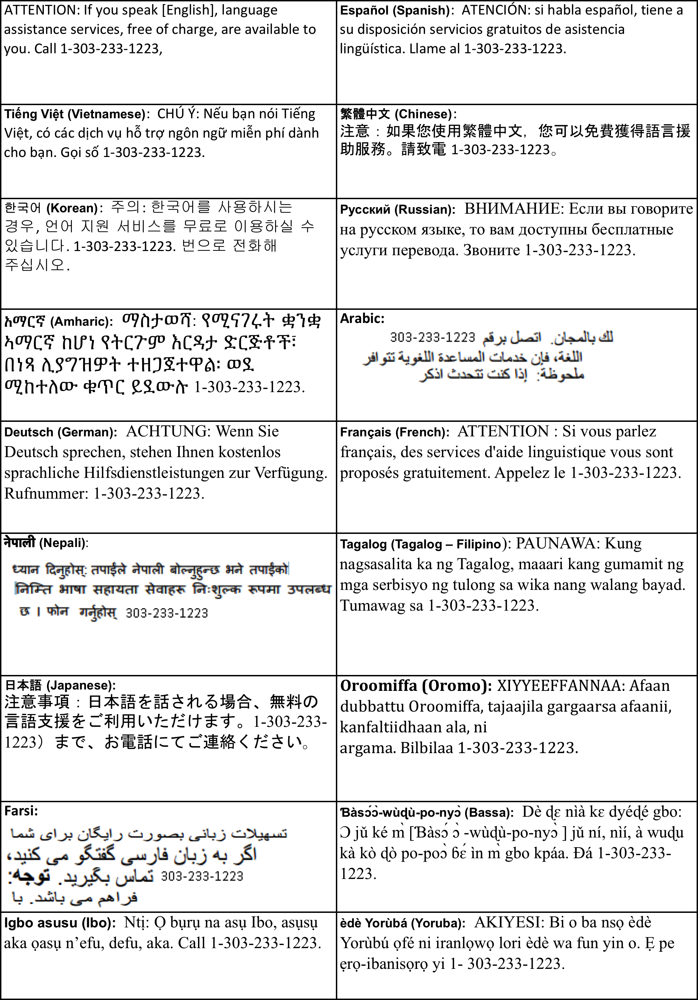 ATTENTION: If you speak [English], language
assistance services, free of charge, are available to
you. Call 1-303-233-1223,
Español (Spanish): ATENCIÓN: si habla español, tiene a
su disposición servicios gratuitos de asistencia
lingüística. Llame al 1-303-233-1223.
Tiếng Việt (Vietnamese): CHÚ Ý: Nếu bạn nói Tiếng
Việt, có các dịch vụ hỗ trợ ngôn ngữ miễn phí dành
cho bạn. Gọi số 1-303-233-1223.
繁體中文 (Chinese):
注意：如果您使用繁體中文，您可以免費獲得語言援
助服務。請致電 1-303-233-1223。
한국어 (Korean): 주의: 한국어를 사용하시는
경우, 언어 지원 서비스를 무료로 이용하실 수
있습니다. 1-303-233-1223. 번으로 전화해
주십시오.
Русский (Russian): ВНИМАНИЕ: Если вы говорите
на русском языке, то вам доступны бесплатные
услуги перевода. Звоните 1-303-233-1223.
አማርኛ (Amharic): ማስታወሻ: የሚናገሩት ቋንቋ
ኣማርኛ ከሆነ የትርጉም እርዳታ ድርጅቶች፣
በነጻ ሊያግዝዎት ተዘጋጀተዋል፡ ወደ
ሚከተለው ቁጥር ይደውሉ 1-303-233-1223.
Arabic:
لك بالمجان. اتصل برقم 303-233-1223
اللغة، فإن خدمات المساعدة اللغوية تتوافر
ملحوظة: إذا كنت تتحدث اذكر
Deutsch (German): ACHTUNG: Wenn Sie
Deutsch sprechen, stehen Ihnen kostenlos
sprachliche Hilfsdienstleistungen zur Verfügung.
Rufnummer: 1-303-233-1223.
Français (French): ATTENTION : Si vous parlez
français, des services d'aide linguistique vous sont
proposés gratuitement. Appelez le 1-303-233-1223.
नेपाली (Nepali):
ध्यान दिनुहोस्: तपाईंले नेपाली बोल्नुहुन्छ भने तपाईंको
निम्ति भाषा सहायता सेवाहरू निःशुल्क रूपमा उपलब्ध
छ । फोन गर्नुहोस् 303-233-1223
Tagalog (Tagalog – Filipino): PAUNAWA: Kung
nagsasalita ka ng Tagalog, maaari kang gumamit ng
mga serbisyo ng tulong sa wika nang walang bayad.
Tumawag sa 1-303-233-1223.
日本語 (Japanese):
注意事項：日本語を話される場合、無料の
言語支援をご利用いただけます。1-303-233-
1223）まで、お電話にてご連絡ください。
Oroomiffa (Oromo): XIYYEEFFANNAA: Afaan
dubbattu Oroomiffa, tajaajila gargaarsa afaanii,
kanfaltiidhaan ala, ni
argama. Bilbilaa 1-303-233-1223.
Farsi:
تسهیلات زبانی بصورت رایگان برای شما
اگر به زبان فارسی گفتگو می کنید،
303-233-1223 تماس بگیرید. توجه:
فراهم می باشد. با
Ɓàsɔ́ɔ̀-wùɖù-po-nyɔ̀ (Bassa): Dè ɖɛ nìà kɛ dyéɖé gbo:
Ɔ jǔ ké m̀ [Ɓàsɔ́ ɔ̀ -wùɖù-po-nyɔ̀ ] jǔ ní, nìí, à wuɖu
kà kò ɖò po-poɔ̀ ɓɛ́ ìn m̀ gbo kpáa. Ɖá 1-303-233-
1223.
Igbo asusu (Ibo): Ntị: Ọ bụrụ na asụ Ibo, asụsụ
aka ọasụ n’efu, defu, aka. Call 1-303-233-1223.
èdè Yorùbá (Yoruba): AKIYESI: Bi o ba nsọ èdè
Yorùbú ọfé ni iranlọwọ lori èdè wa fun yin o. Ẹ pe
ẹrọ-ibanisọrọ yi 1- 303-233-1223.